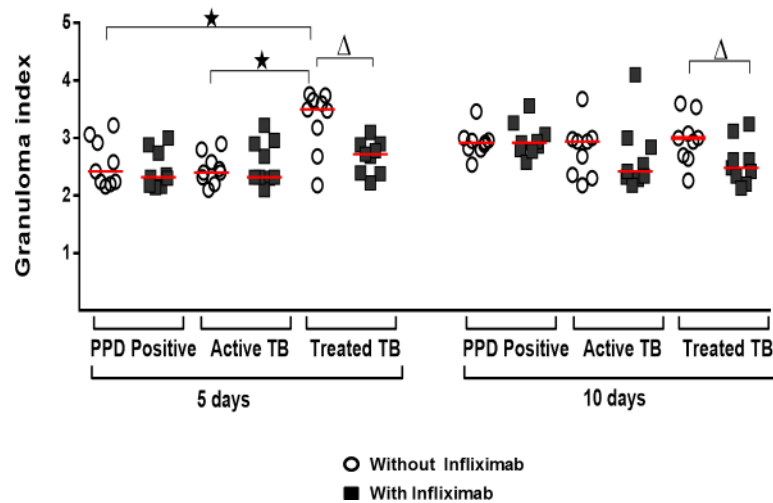 Granuloma index
5
4
3
2
1
★
★
Δ
Δ
PPD Positive
Active TB
Treated TB
PPD Positive
Active TB
Treated TB
5 days
10 days
Without Infliximab
With Infliximab